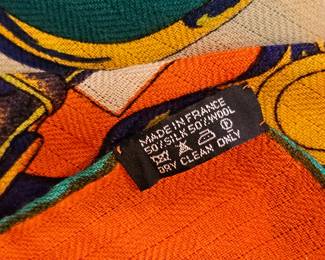 MADE IN FRANCE
50/SILK 50/WOOL
P
DRY CLEAN ONLY